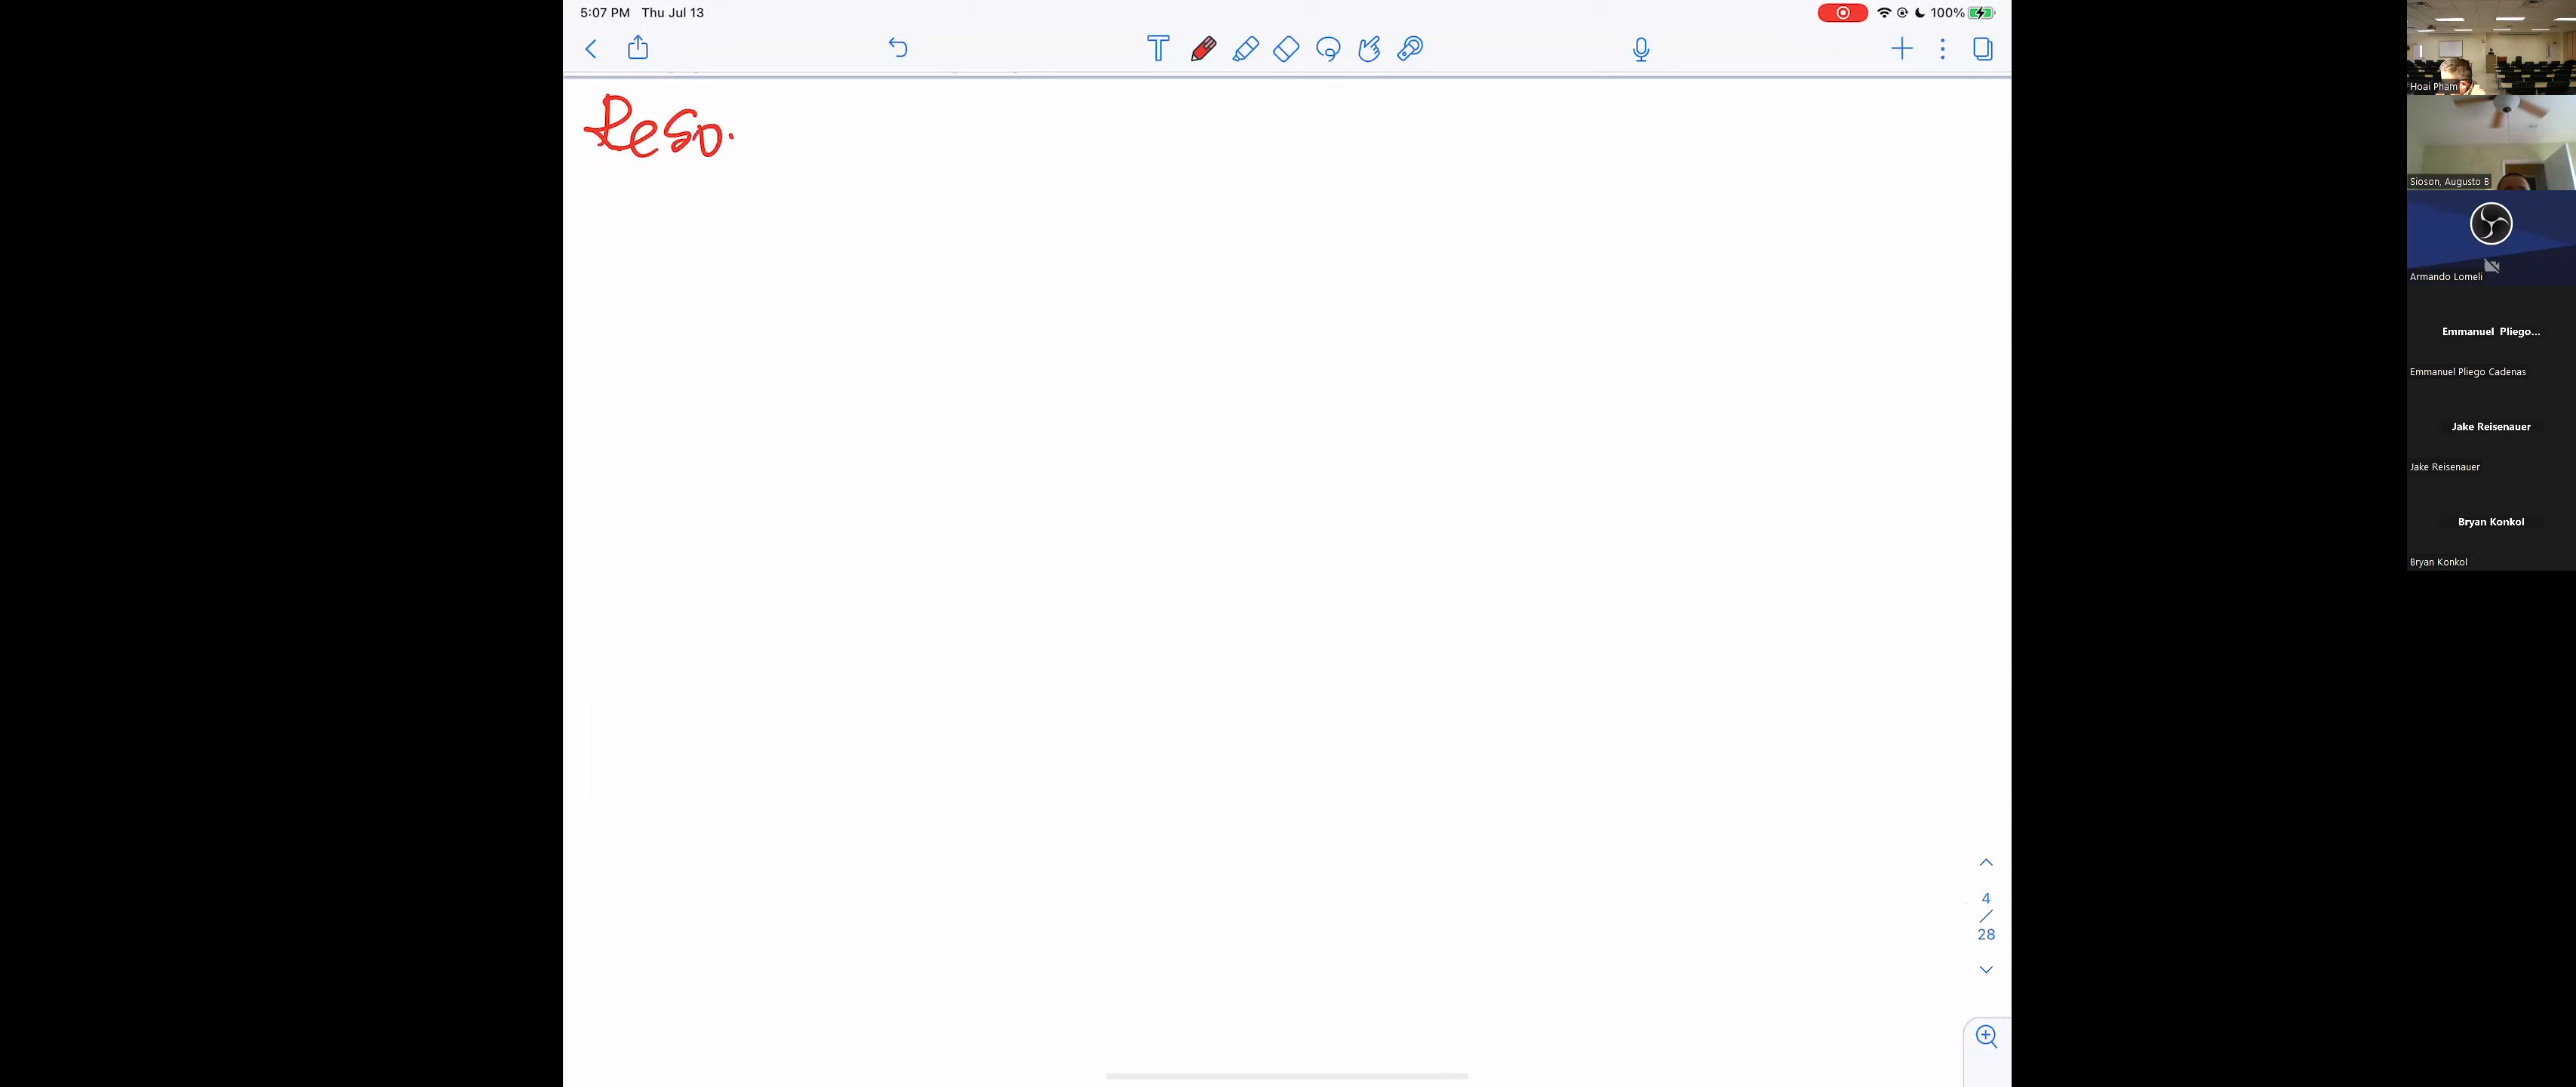 5:07 PM Thu Jul 13
100%
T
Reso.
4
/
28
Hoai Pham
Sioson, Augusto B
Armando Lomeli
Emmanuel Pliego...
Emmanuel Pliego Cadenas
Jake Reisenauer
Jake Reisenauer
Bryan Konkol
Bryan Konkol